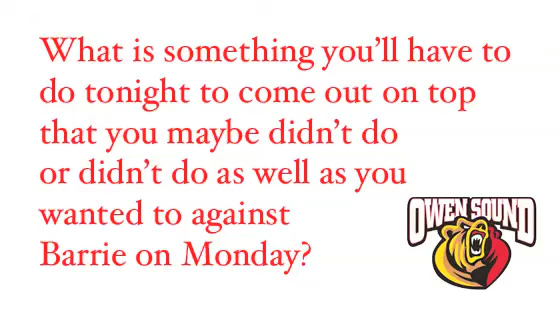 What is something you’ll have to
do tonight to come out on top
that you maybe didn’t do
or didn’t do as well as you
wanted to against
Barrie on Monday?
OWEN SOUND